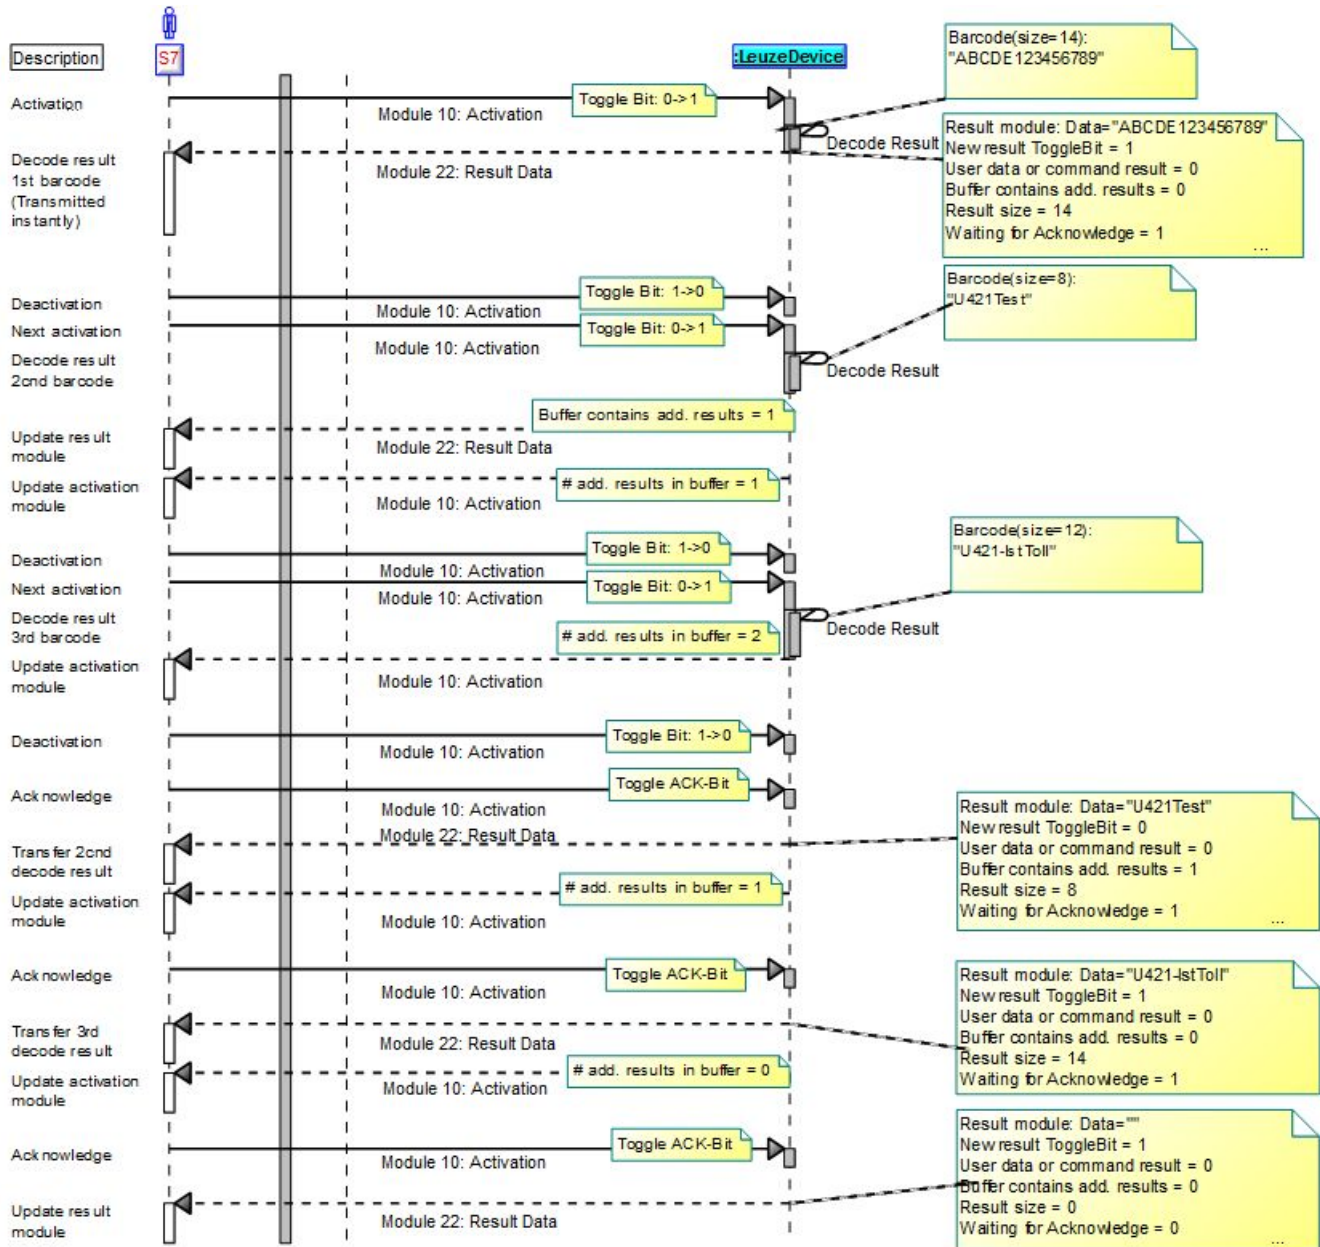 Description
S7
:LeuzeDevice
Barcode(size=14):
"ABCDE123456789"
Activation
Toggle Bit: 0->1
Module 10: Activation
Decode Result
Result module: Data="ABCDE123456789"
New result ToggleBit = 1
User data or command result = 0
Buffer contains add. results = 0
Result size = 14
Waiting for Acknowledge = 1
...
Decode result
1st barcode
(Transmitted
instantly)
Module 22: Result Data
Barcode(size=8):
"U421Test"
Deactivation
Toggle Bit: 1->0
Module 10: Activation
Next activation
Toggle Bit: 0->1
Module 10: Activation
Decode result
2cnd barcode
Decode Result
Buffer contains add. results = 1
Update result
module
Module 22: Result Data
Update activation
module
# add. results in buffer = 1
Module 10: Activation
Barcode(size=12):
"U421-IstToll"
Deactivation
Toggle Bit: 1->0
Module 10: Activation
Next activation
Toggle Bit: 0->1
Module 10: Activation
Decode result
3rd barcode
Decode Result
# add. results in buffer = 2
Update activation
module
Module 10: Activation
Deactivation
Toggle Bit: 1->0
Module 10: Activation
Acknowledge
Toggle ACK-Bit
Module 10: Activation
Result module: Data="U421Test"
New result ToggleBit = 0
User data or command result = 0
Buffer contains add. results = 1
Result size = 8
Waiting for Acknowledge = 1
...
Module 22: Result Data
Transfer 2cnd
decode result
Update activation
module
# add. results in buffer = 1
Module 10: Activation
Acknowledge
Toggle ACK-Bit
Module 10: Activation
Result module: Data="U421-IstToll"
New result ToggleBit = 1
User data or command result = 0
Buffer contains add. results = 0
Result size = 14
Waiting for Acknowledge = 1
Transfer 3rd
decode result
Module 22: Result Data
Update activation
module
# add. results in buffer = 0
Module 10: Activation
Acknowledge
Toggle ACK-Bit
Module 10: Activation
Result module: Data=""
New result ToggleBit = 1
User data or command result = 0
Buffer contains add. results = 0
Result size = 0
Waiting for Acknowledge = 0
...
Update result
module
Module 22: Result Data